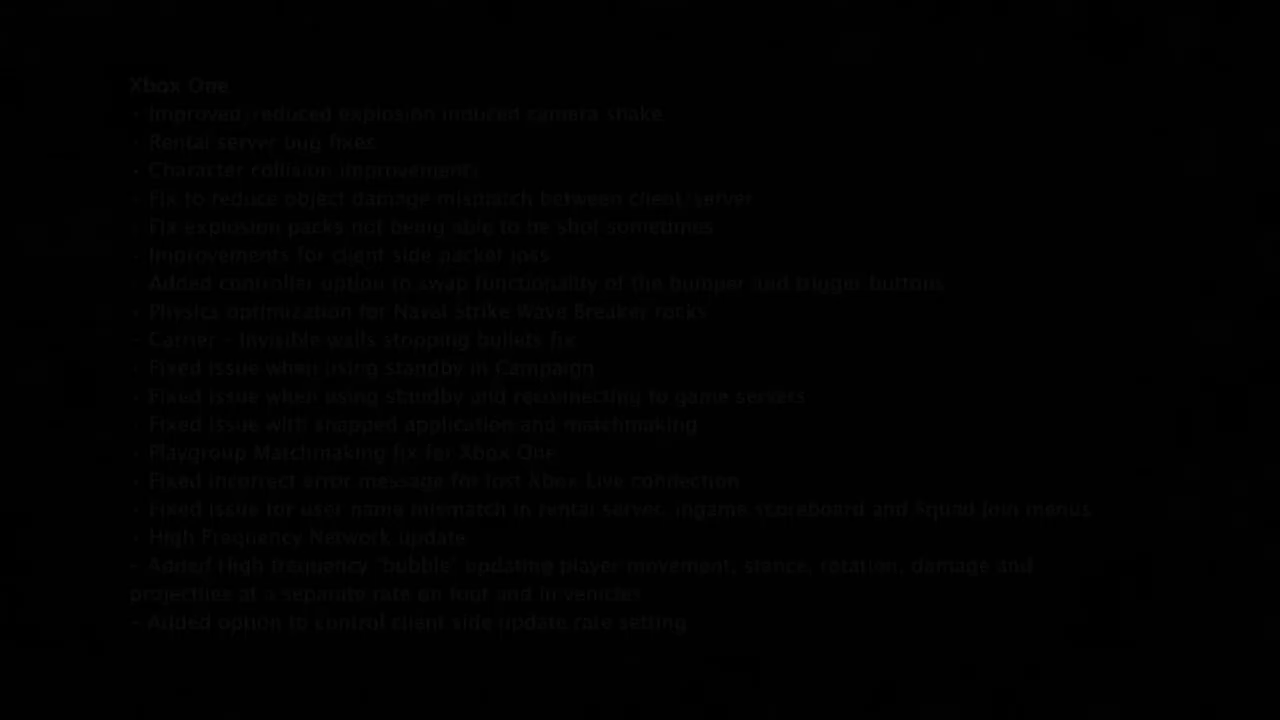 Xbox One
- Improved/reduced explosion induced camera shake
- Rental server bug fixes
- Character collision improvements
- Fix to reduce object damage mismatch between client/server
- Fix explosion packs not being able to be shot sometimes
- Improvements for client side packet loss
- Added controller option to swap functionality of the bumper and trigger buttons
- Physics optimization for Naval Strike Wave Breaker rocks
- Carrier - Invisible walls stopping bullets fix
- Fixed issue when using standby in Campaign
- Fixed issue when using standby and reconnecting to game servers
- Fixed issue with snapped application and matchmaking
- Playgroup Matchmaking fix for Xbox One
- Fixed incorrect error message for lost Xbox Live connection
- Fixed issue for user name mismatch in rental server, ingame scoreboard and Squad Join menus
- High Frequency Network update
- Added High frequency "bubble" updating player movement, stance, rotation, damage and
projectiles at a separate rate on foot and in vehicles
- Added option to control client side update rate setting